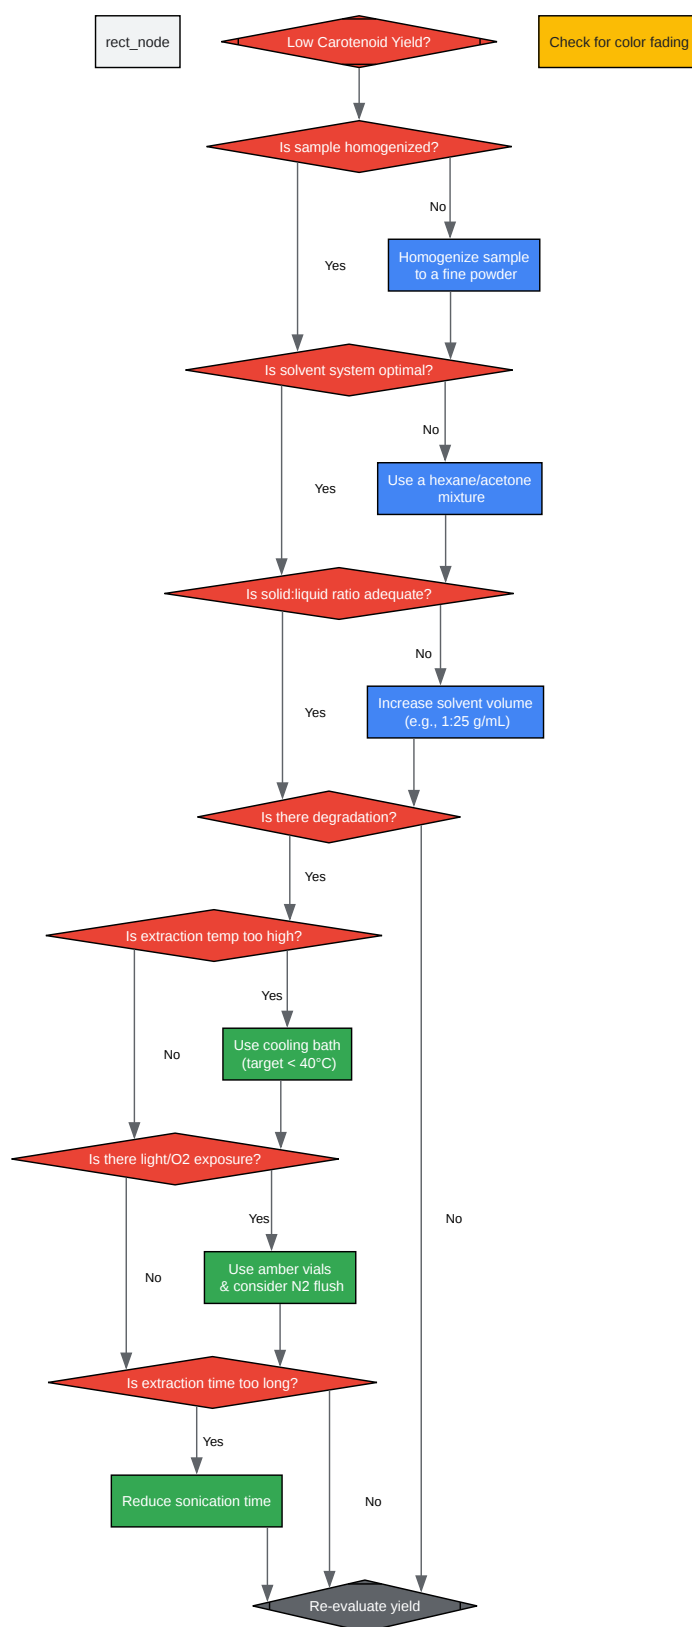 rect_node
Low Carotenoid Yield?
Check for color fading
Is sample homogenized?
No
Yes
Homogenize sample
to a fine powder
Is solvent system optimal?
No
Yes
Use a hexane/acetone
mixture
Is solid:liquid ratio adequate?
No
Yes
Increase solvent volume
(e.g., 1:25 g/mL)
Is there degradation?
Yes
Is extraction temp too high?
Yes
No
Use cooling bath
(target < 40°C)
Is there light/O2 exposure?
Yes
No
No
Use amber vials
& consider N2 flush
Is extraction time too long?
Yes
Reduce sonication time
No
Re-evaluate yield